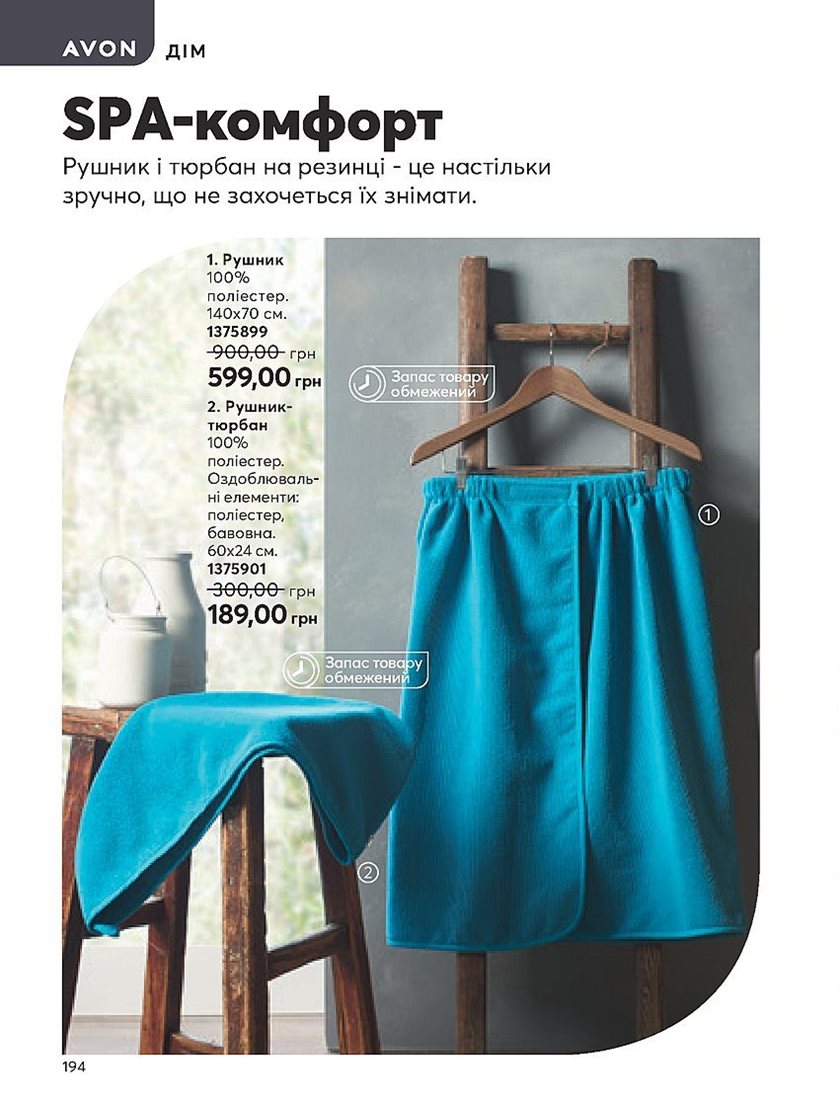 AVON ДІМ
SPA-комфорт
Рушник і тюрбан на резинці - це настільки
зручно, що не захочеться їх знімати.
1. Рушник
100%
поліестер.
140х70 см.
1375899
900,00 грн
599,00 грн
Запас товару
обмежений
2. Рушник-
тюрбан
100%
поліестер.
Оздоблюваль-
ні елементи:
поліестер,
бавовна.
60х24 см.
1375901
300,00 грн
189,00 грн
Запас товару
обмежений
1
2
194